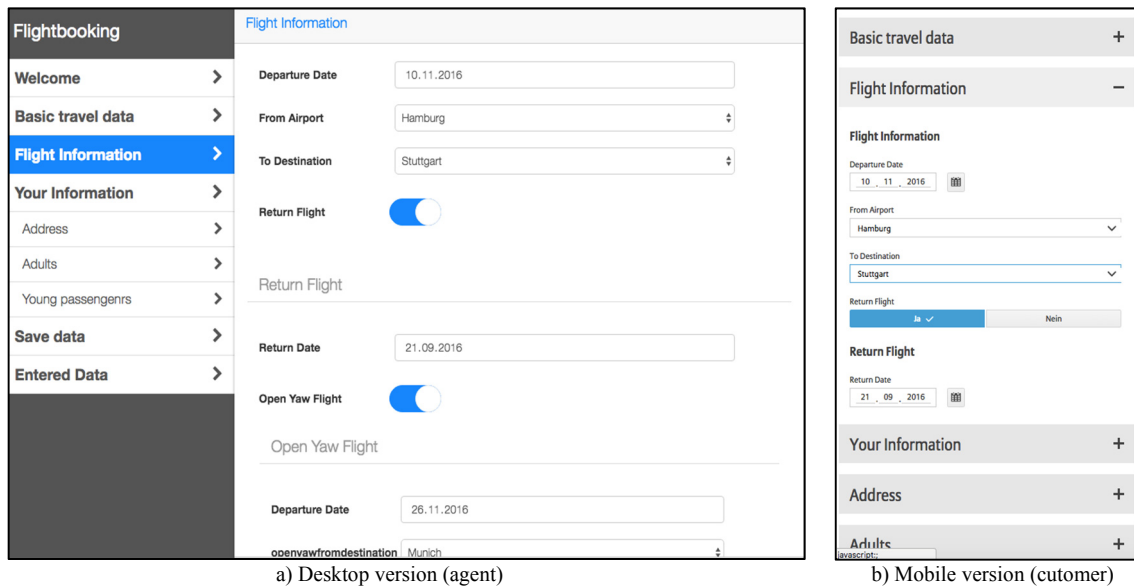 Flightbooking
Welcome
Basic travel data
Flight Information
Your Information
Address
Adults
Young passengenrs
Save data
Entered Data
Flight Information
Departure Date 10.11.2016
From Airport Hamburg
To Destination Stuttgart
Return Flight
Return Flight
Return Date 21.09.2016
Open Yaw Flight
Open Yaw Flight
Departure Date 26.11.2016
openyawfromdestination Munich
a) Desktop version (agent)
Basic travel data +
Flight Information −
Flight Information
Departure Date
10 . 11 . 2016
From Airport
Hamburg
To Destination
Stuttgart
Return Flight
Ja ✓ Nein
Return Flight
Return Date
21 . 09 . 2016
Your Information +
Address +
Adults +
javascript:;
b) Mobile version (cutomer)